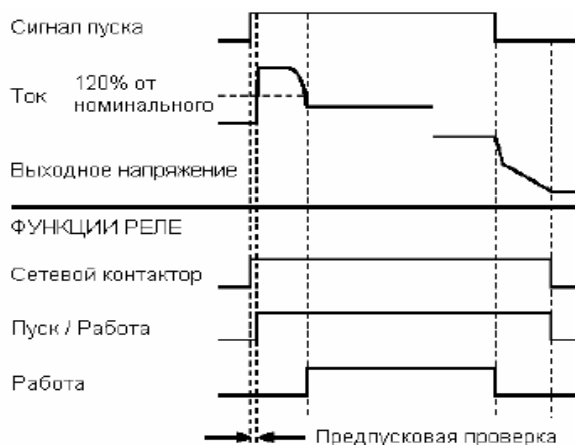 Сигнал пуска
Ток
120% от
номинального
Выходное напряжение
ФУНКЦИИ РЕЛЕ
Сетевой контактор
Пуск / Работа
Работа
Предпусковая проверка